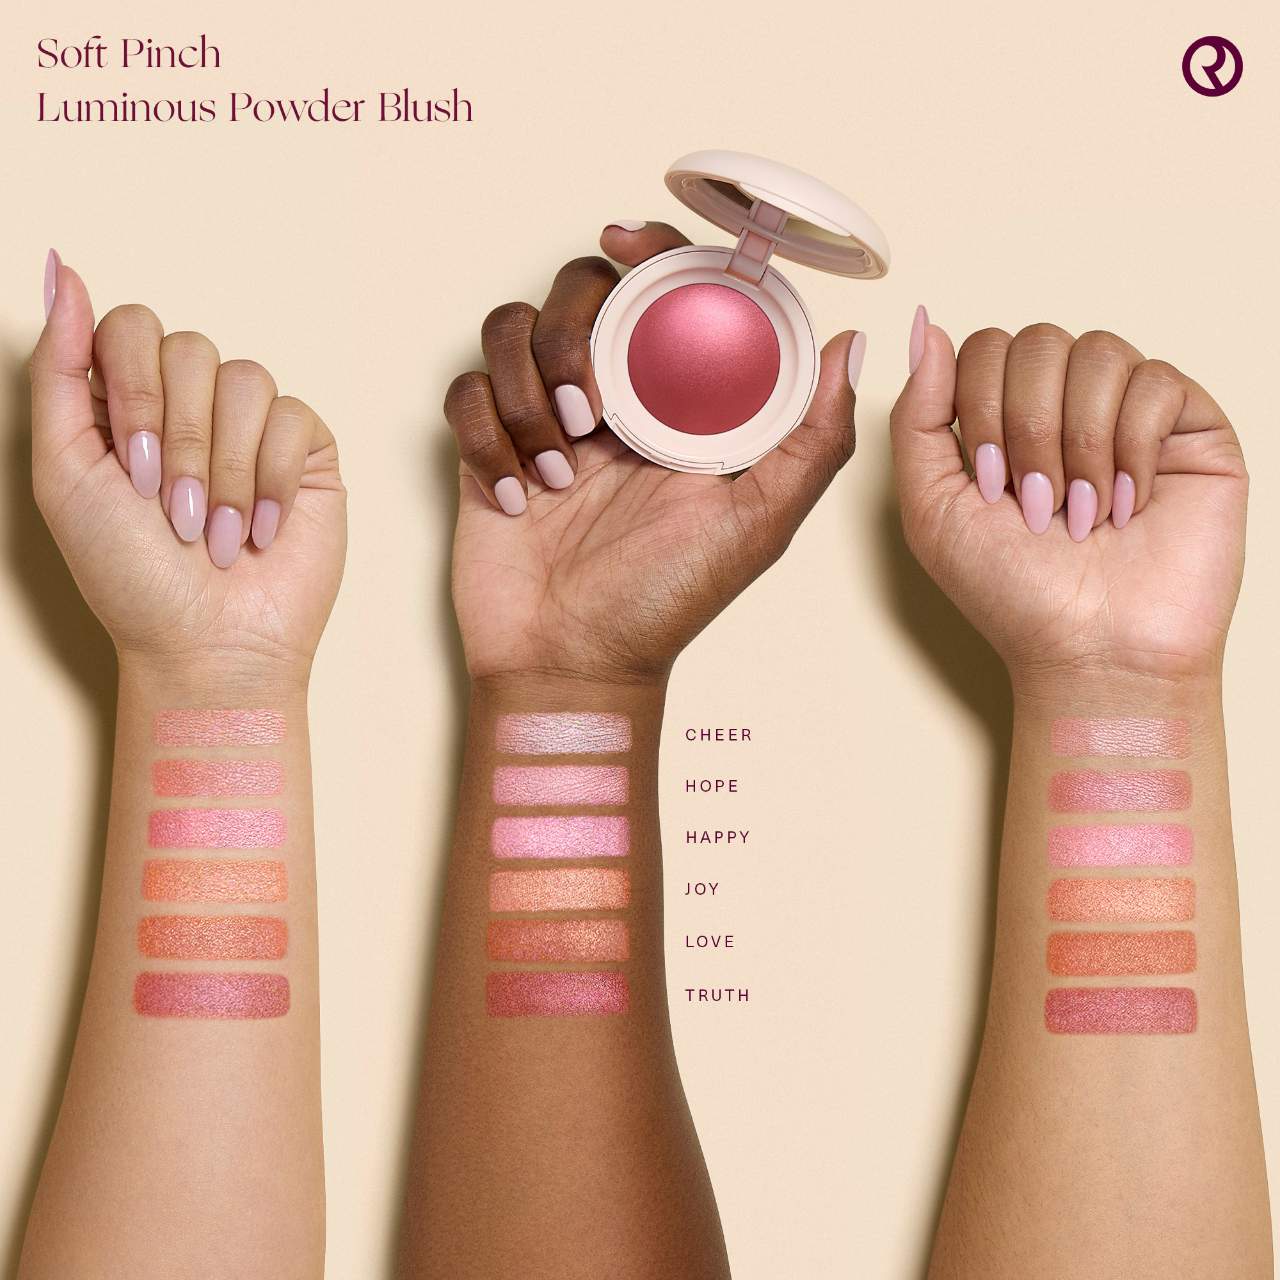 Soft Pinch
Luminous Powder Blush
R
CHEER
HOPE
HAPPY
JOY
LOVE
TRUTH